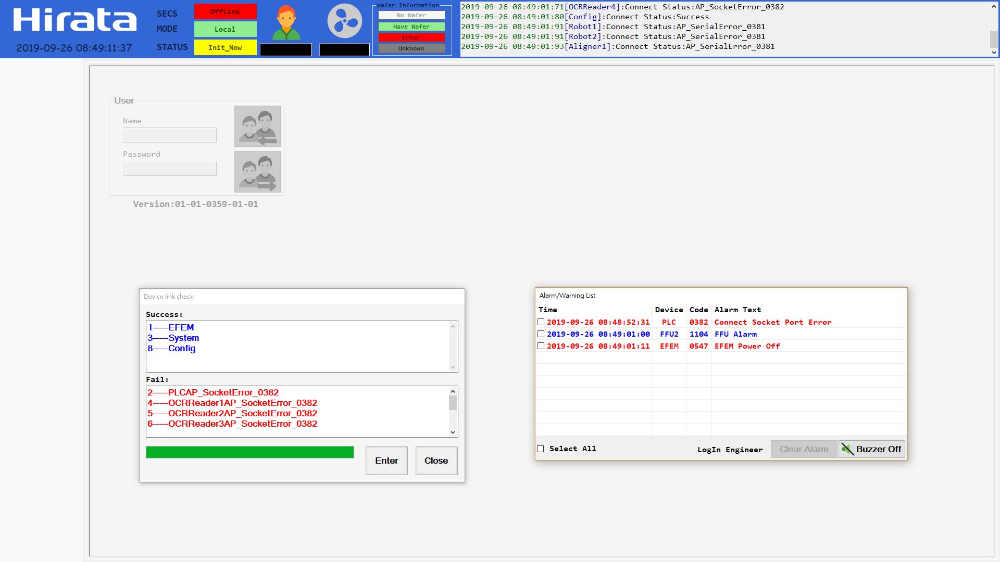 Hirata
2019-09-26 08:49:11:37
SECS
OffLine
MODE
Local
STATUS
Init_Now
Wafer Information
No Wafer
Have Wafer
Error
Unknown
2019-09-26 08:49:01:71[OCRReader4]:Connect Status:AP_SocketError_0382
2019-09-26 08:49:01:80[Config]:Connect Status:Success
2019-09-26 08:49:01:91[Robot1]:Connect Status:AP_SerialError_0381
2019-09-26 08:49:01:91[Robot2]:Connect Status:AP_SerialError_0381
2019-09-26 08:49:01:93[Aligner1]:Connect Status:AP_SerialError_0381
User
Name
Password
Version:01-01-0359-01-01
Device link check
Success:
1-----EFEM
3-----System
8-----Config
Fail:
2-----PLCAP_SocketError_0382
4-----OCRReader1AP_SocketError_0382
5-----OCRReader2AP_SocketError_0382
6-----OCRReader3AP_SocketError_0382
Enter
Close
Alarm/Warning List
Time Device Code Alarm Text
2019-09-26 08:48:52:31 PLC 0382 Connect Socket Port Error
2019-09-26 08:49:01:00 FFU2 1104 FFU Alarm
2019-09-26 08:49:01:11 EFEM 0547 EFEM Power Off
Select All
LogIn Engineer
Clear Alarm
Buzzer Off